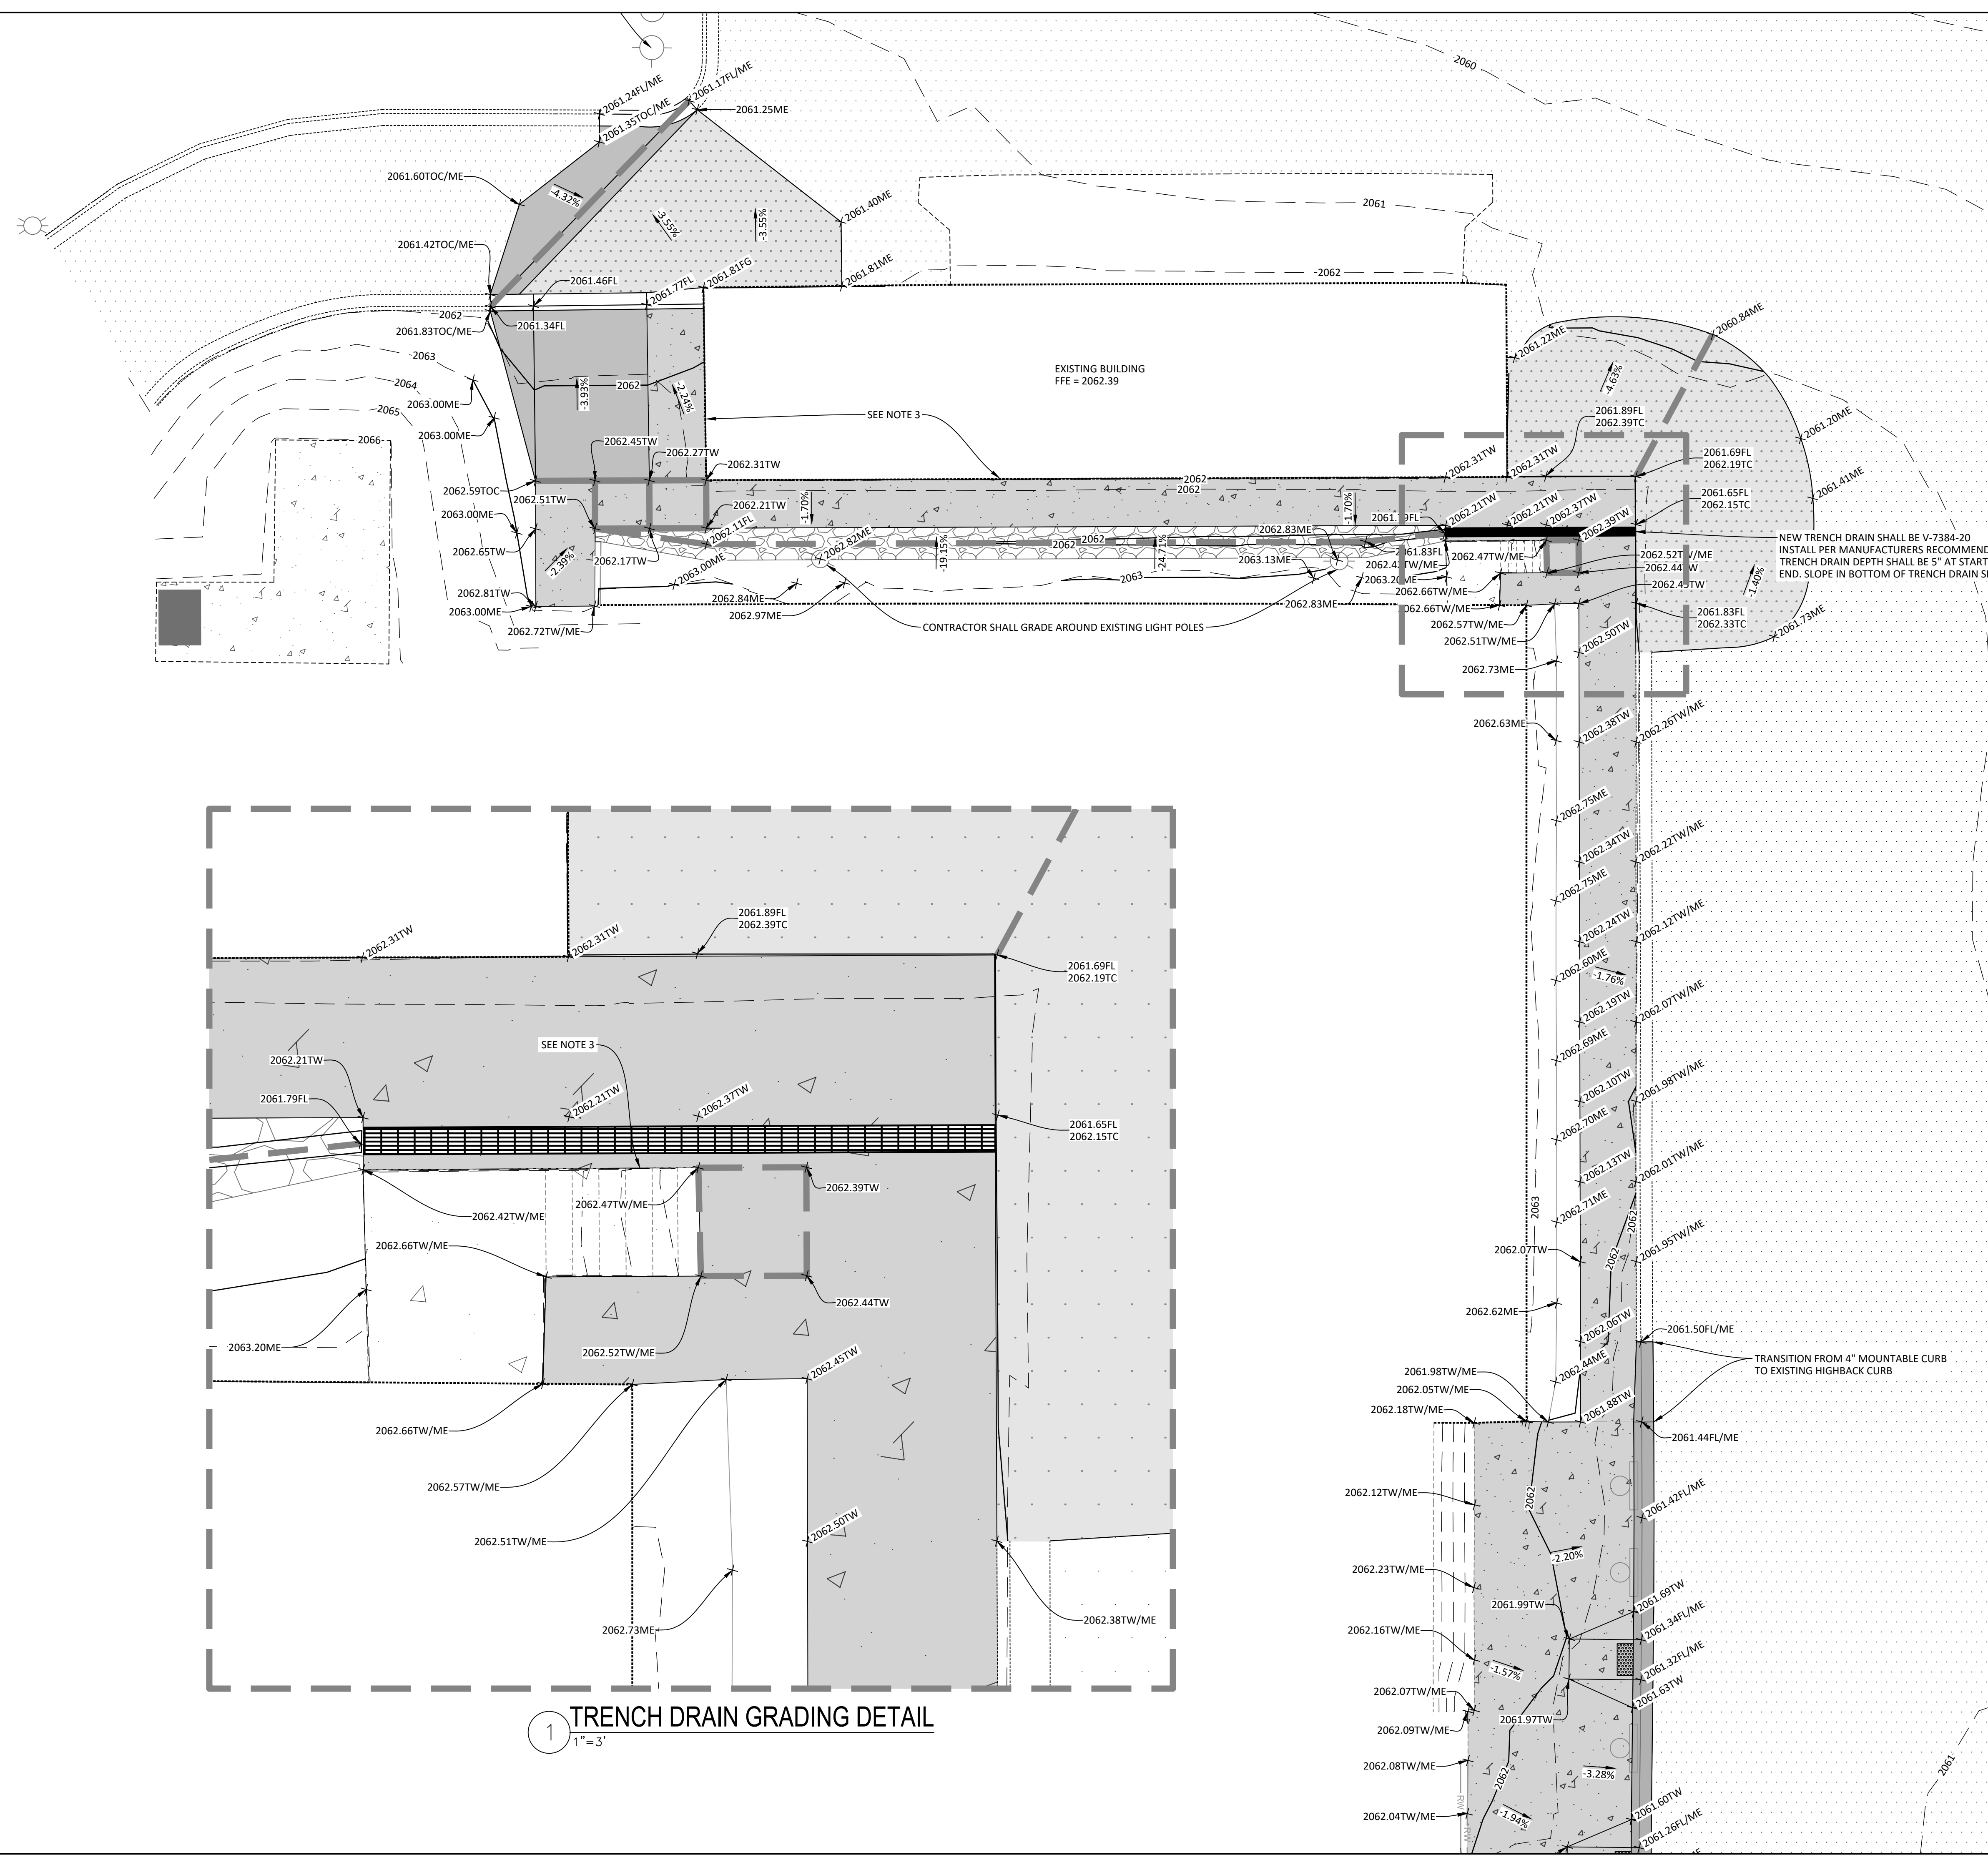 2060
2061.24FL/ME
2061.17FL/ME
2061.35TOC/ME
2061.25ME
2061.60TOC/ME
-4.32%
-3.55%
-3.55%
2061.40ME
2061
2061.42TOC/ME
2061.46FL
2061.77FL
2061.81FG
2061.81ME
2062
2062
2061.83TOC/ME
2061.34FL
2060.84ME
2061.22ME
2063
2064
2065
2066
2063.00ME
2063.00ME
-3.93%
2062
-2.24%
EXISTING BUILDING
FFE = 2062.39
SEE NOTE 3
-4.63%
2061.89FL
2062.39TC
2061.20ME
2062.45TW
2062.27TW
2062.31TW
2062.31TW
2062.31TW
2061.69FL
2062.19TC
2062.59TOC
2062.51TW
2062.21TW
-1.70%
2062
2062
-1.70%
2061.65FL
2062.15TC
2061.41ME
2063.00ME
2062.11FL
2062.82ME
2062.83ME
2062.21TW
2062.21TW
2062.37TW
2062.39TW
2062
2062
NEW TRENCH DRAIN SHALL BE V-7384-20
INSTALL PER MANUFACTURERS RECOMMEND
TRENCH DRAIN DEPTH SHALL BE 5" AT START
END. SLOPE IN BOTTOM OF TRENCH DRAIN S
2062.65TW
-2.39%
2062.17TW
-19.15%
-24.71%
2063.13ME
2061.83FL
2062.47TW/ME
2062.52TW/ME
2062.44TW
2063.00ME
2063
2063.20ME
2062.66TW/ME
2062.45TW
-1.40%
2062.81TW
2062.84ME
2062.97ME
2062.83ME
2062.66TW/ME
2061.83FL
2062.33TC
2063.00ME
2062.72TW/ME
CONTRACTOR SHALL GRADE AROUND EXISTING LIGHT POLES
2062.57TW/ME
2062.51TW/ME
2062.50TW
2061.73ME
2062.73ME
2062.63ME
2062.38TW
2062.26TW/ME
2062.75ME
2062.34TW
2062.22TW/ME
2062.75ME
2062.24TW
2062.12TW/ME
2062.60ME
-1.76%
2062.19TW
2062.07TW/ME
2062.69ME
2062.10TW
2061.98TW/ME
2062.70ME
2062.13TW
2062.01TW/ME
2063
2062.71ME
2062
2062
2062.07TW
2061.95TW/ME
2062.62ME
2062.06TW
2061.50FL/ME
2062.44ME
TRANSITION FROM 4" MOUNTABLE CURB
TO EXISTING HIGHBACK CURB
2061.98TW/ME
2062.05TW/ME
2062.18TW/ME
2061.88TW
2061.44FL/ME
2062.12TW/ME
2062
2061.42FL/ME
-2.20%
2062.23TW/ME
2061.99TW
2061.69TW
2061.34FL/ME
2062.16TW/ME
-1.57%
2061.32FL/ME
2061.63TW
2062.07TW/ME
2061.97TW
2062.09TW/ME
2062.08TW/ME
2062
-3.28%
2061
2062.04TW/ME
RW
RW
-1.94%
2061.60TW
2061.26FL/ME
2061.89FL
2062.39TC
2062.31TW
2062.31TW
2061.69FL
2062.19TC
SEE NOTE 3
2062.21TW
2061.79FL
2062.21TW
2062.37TW
2061.65FL
2062.15TC
2062.39TW
2062.47TW/ME
2062.42TW/ME
2062.66TW/ME
2062.44TW
2063.20ME
2062.52TW/ME
2062.45TW
2062.66TW/ME
2062.57TW/ME
2062.51TW/ME
2062.50TW
2062.73ME
2062.38TW/ME
1
TRENCH DRAIN GRADING DETAIL
1"=3'